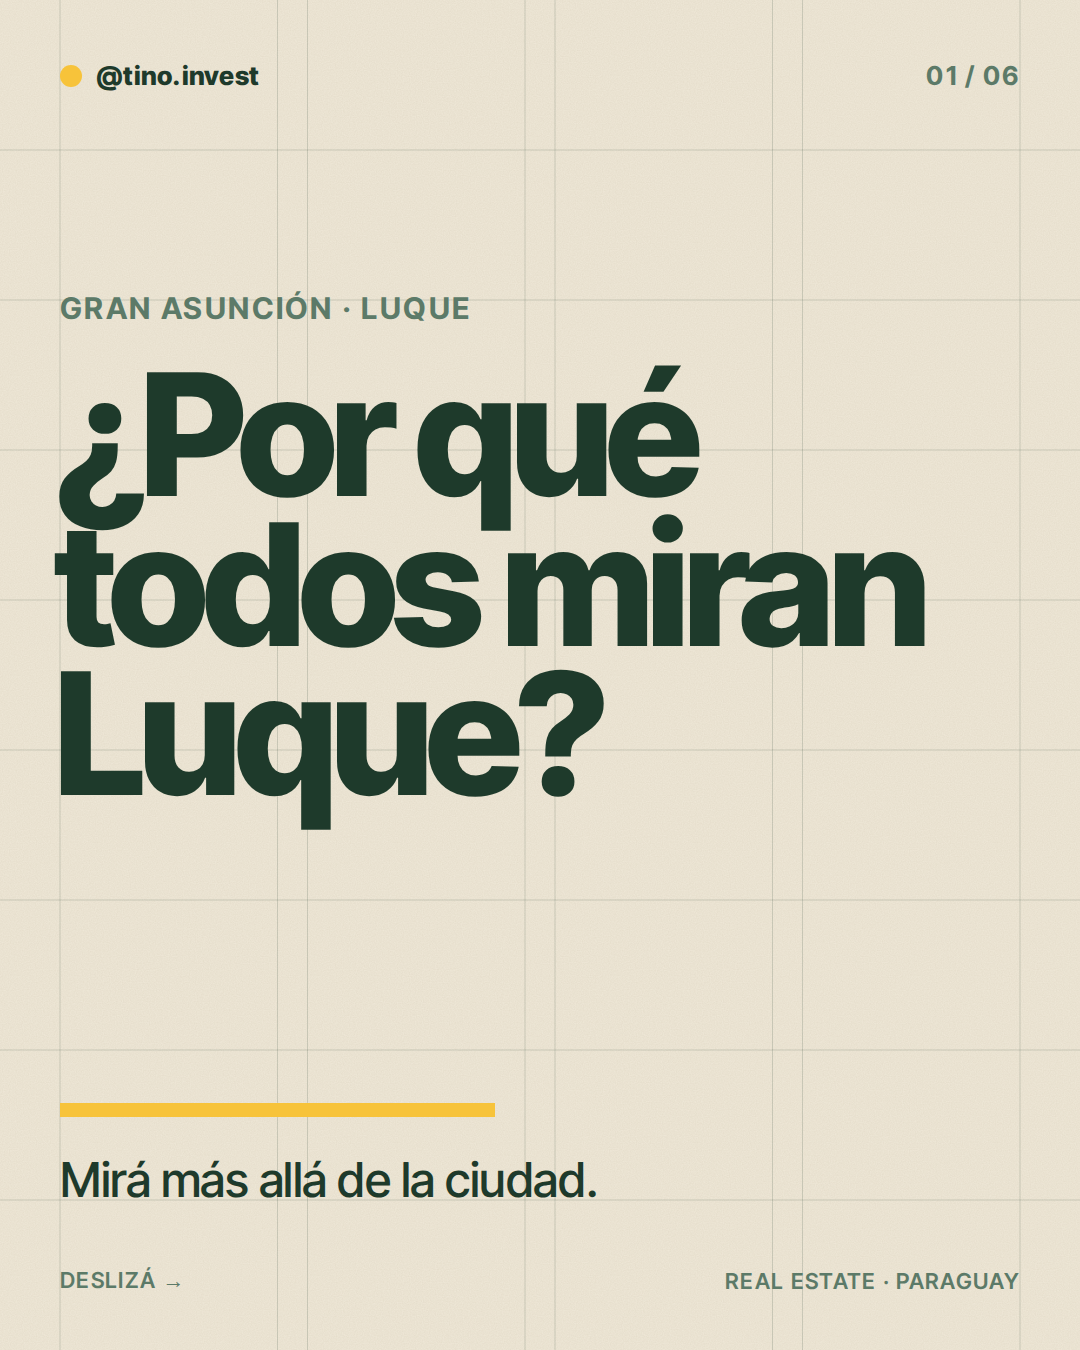 @tino.invest
01 / 06
GRAN ASUNCIÓN · LUQUE
¿Por qué
todos miran
Luque?
Mirá más allá de la ciudad.
DESLIZÁ →
REAL ESTATE · PARAGUAY